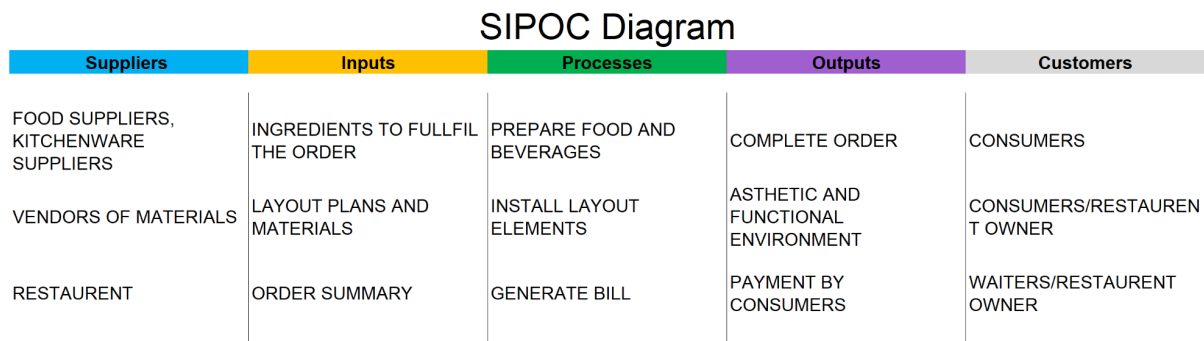 SIPOC Diagram
Suppliers Inputs Processes Outputs Customers
FOOD SUPPLIERS,
KITCHENWARE
SUPPLIERS
INGREDIENTS TO FULLFIL
THE ORDER
PREPARE FOOD AND
BEVERAGES
COMPLETE ORDER
CONSUMERS
VENDORS OF MATERIALS
LAYOUT PLANS AND
MATERIALS
INSTALL LAYOUT
ELEMENTS
ASTHETIC AND
FUNCTIONAL
ENVIRONMENT
CONSUMERS/RESTAUREN
T OWNER
RESTAURENT
ORDER SUMMARY
GENERATE BILL
PAYMENT BY
CONSUMERS
WAITERS/RESTAURENT
OWNER